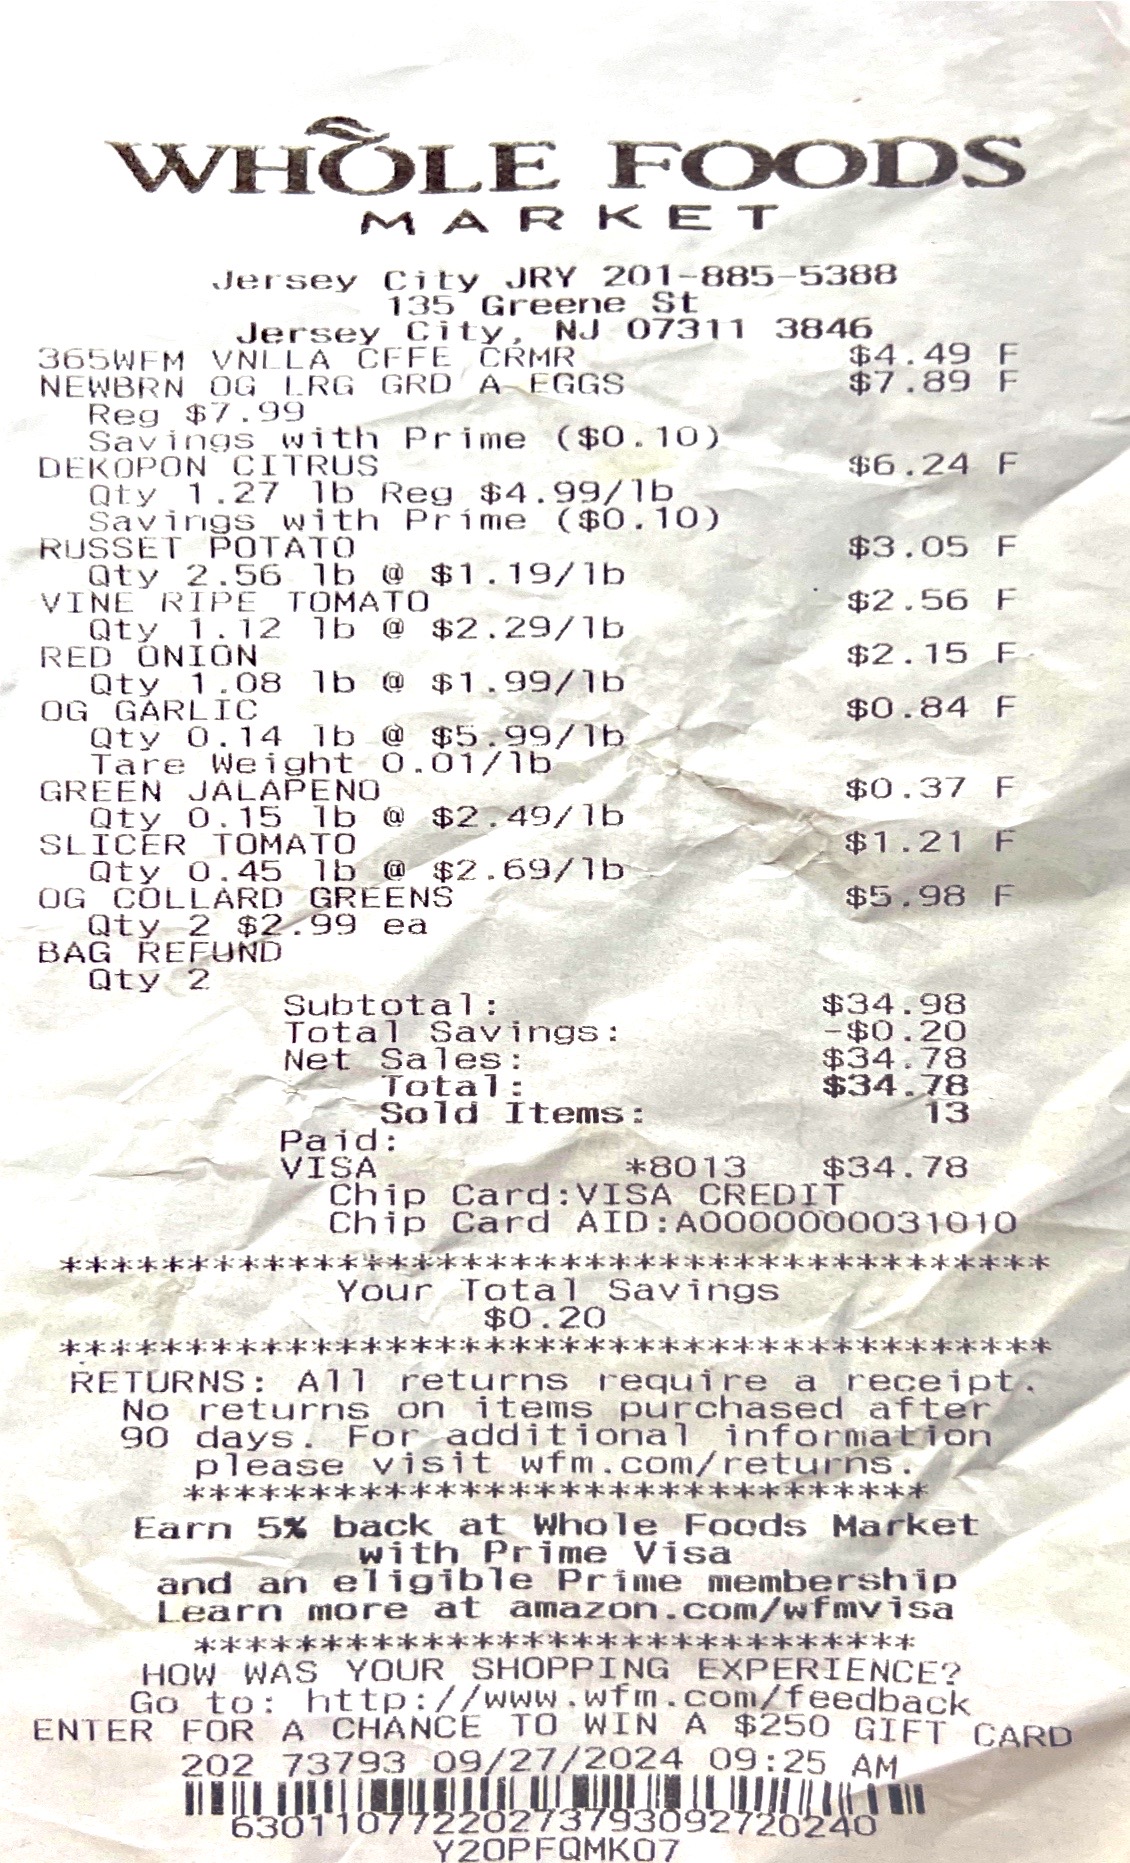 WHOLE FOODS
MARKET
Jersey City JRY 201-885-5388
135 Greene St
Jersey City, NJ 07311 3846
365WFM VNLLA CFFE CRMR $4.49 F
NEWBRN OG LRG GRD A EGGS $7.89 F
Reg $7.99
Savings with Prime ($0.10)
DEKOPON CITRUS $6.24 F
Qty 1.27 lb Reg $4.99/lb
Savings with Prime ($0.10)
RUSSET POTATO $3.05 F
Qty 2.56 lb @ $1.19/lb
VINE RIPE TOMATO $2.56 F
Qty 1.12 lb @ $2.29/lb
RED ONION $2.15 F
Qty 1.08 lb @ $1.99/lb
OG GARLIC $0.84 F
Qty 0.14 lb @ $5.99/lb
Tare Weight 0.01/lb
GREEN JALAPENO $0.37 F
Qty 0.15 lb @ $2.49/lb
SLICER TOMATO $1.21 F
Qty 0.45 lb @ $2.69/lb
OG COLLARD GREENS $5.98 F
Qty 2 $2.99 ea
BAG REFUND
Qty 2
Subtotal: $34.98
Total Savings: -$0.20
Net Sales: $34.78
Total: $34.78
Sold Items: 13
Paid:
VISA *8013 $34.78
Chip Card:VISA CREDIT
Chip Card AID:A0000000031010
***************************************
Your Total Savings
$0.20
***************************************
RETURNS: All returns require a receipt.
No returns on items purchased after
90 days. For additional information
please visit wfm.com/returns.
*****************************
Earn 5% back at Whole Foods Market
with Prime Visa
and an eligible Prime membership
Learn more at amazon.com/wfmvisa
****************************
HOW WAS YOUR SHOPPING EXPERIENCE?
Go to: http://www.wfm.com/feedback
ENTER FOR A CHANCE TO WIN A $250 GIFT CARD
202 73793 09/27/2024 09:25 AM
63011077220273793092720240
Y20PFQMK07